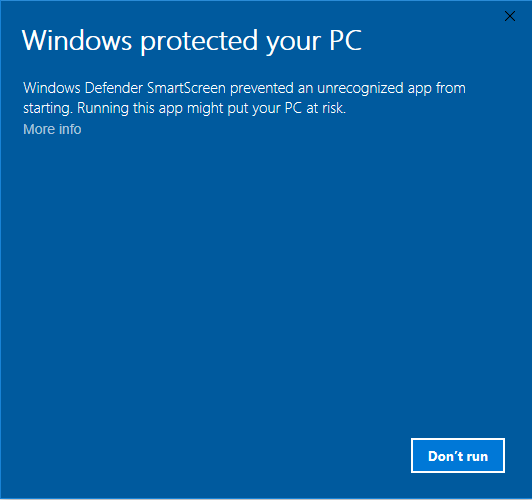 Windows protected your PC
Windows Defender SmartScreen prevented an unrecognized app from
starting. Running this app might put your PC at risk.
More info
Don’t run